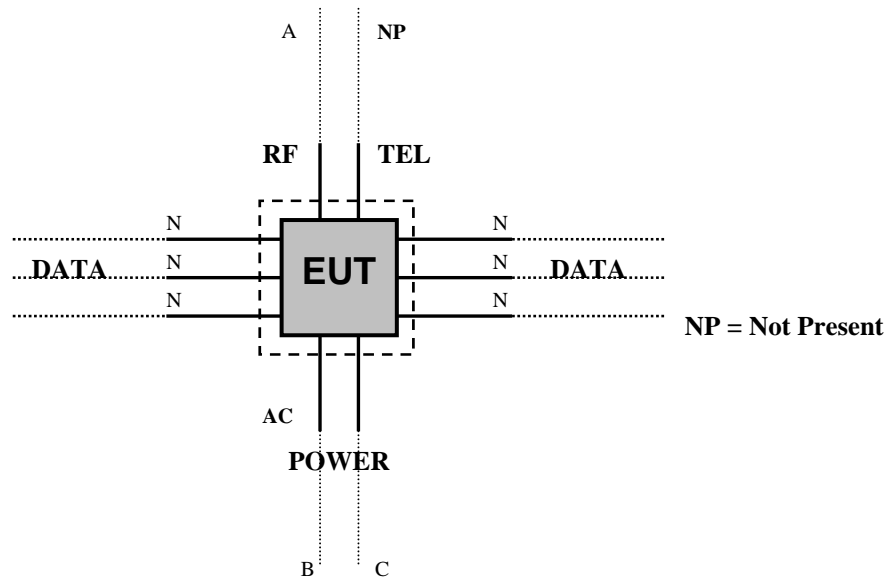 A NP
RF TEL
N N
DATA N EUT N DATA
N N
NP = Not Present
AC
POWER
B C